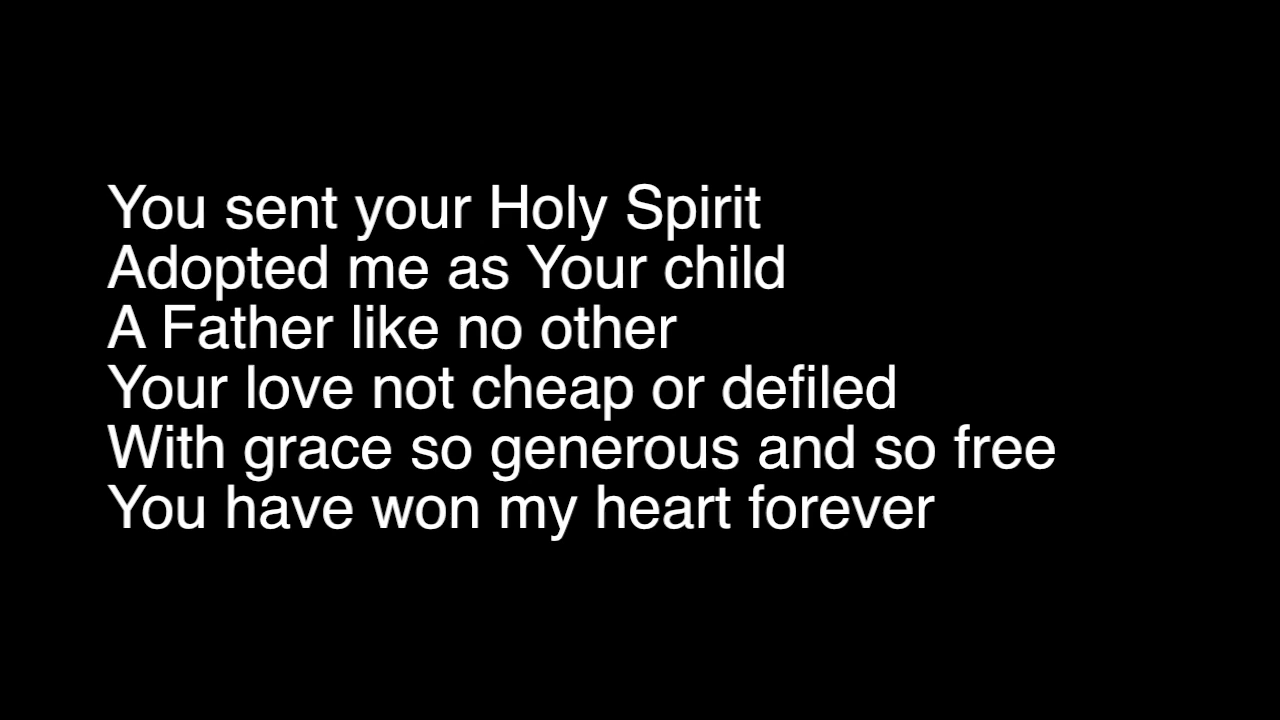 You sent your Holy Spirit
Adopted me as Your child
A Father like no other
Your love not cheap or defiled
With grace so generous and so free
You have won my heart forever